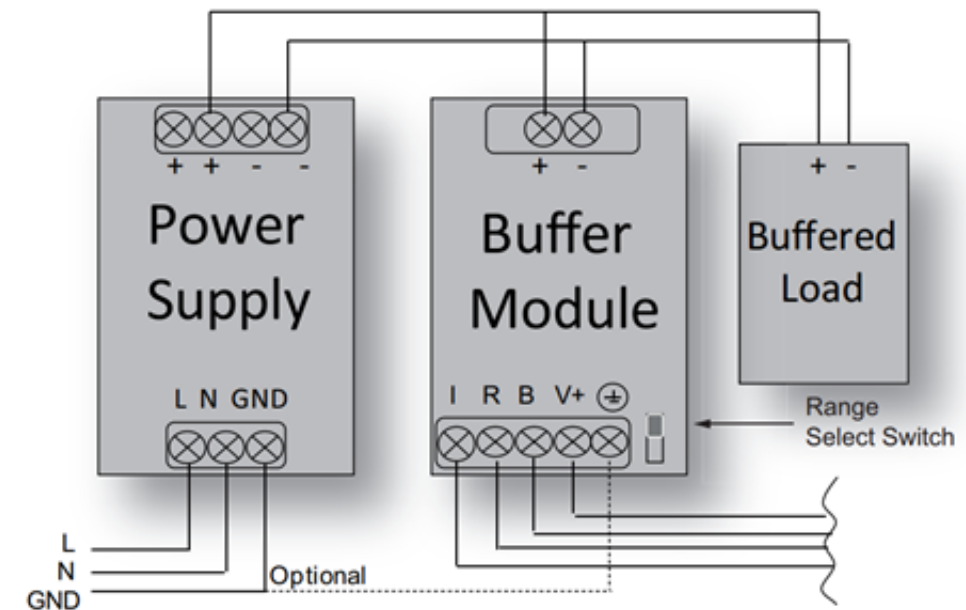 + + - -
Power
Supply
L N GND
+ -
Buffer
Module
I R B V+
+ -
Buffered
Load
Range
Select Switch
L
N
GND
Optional